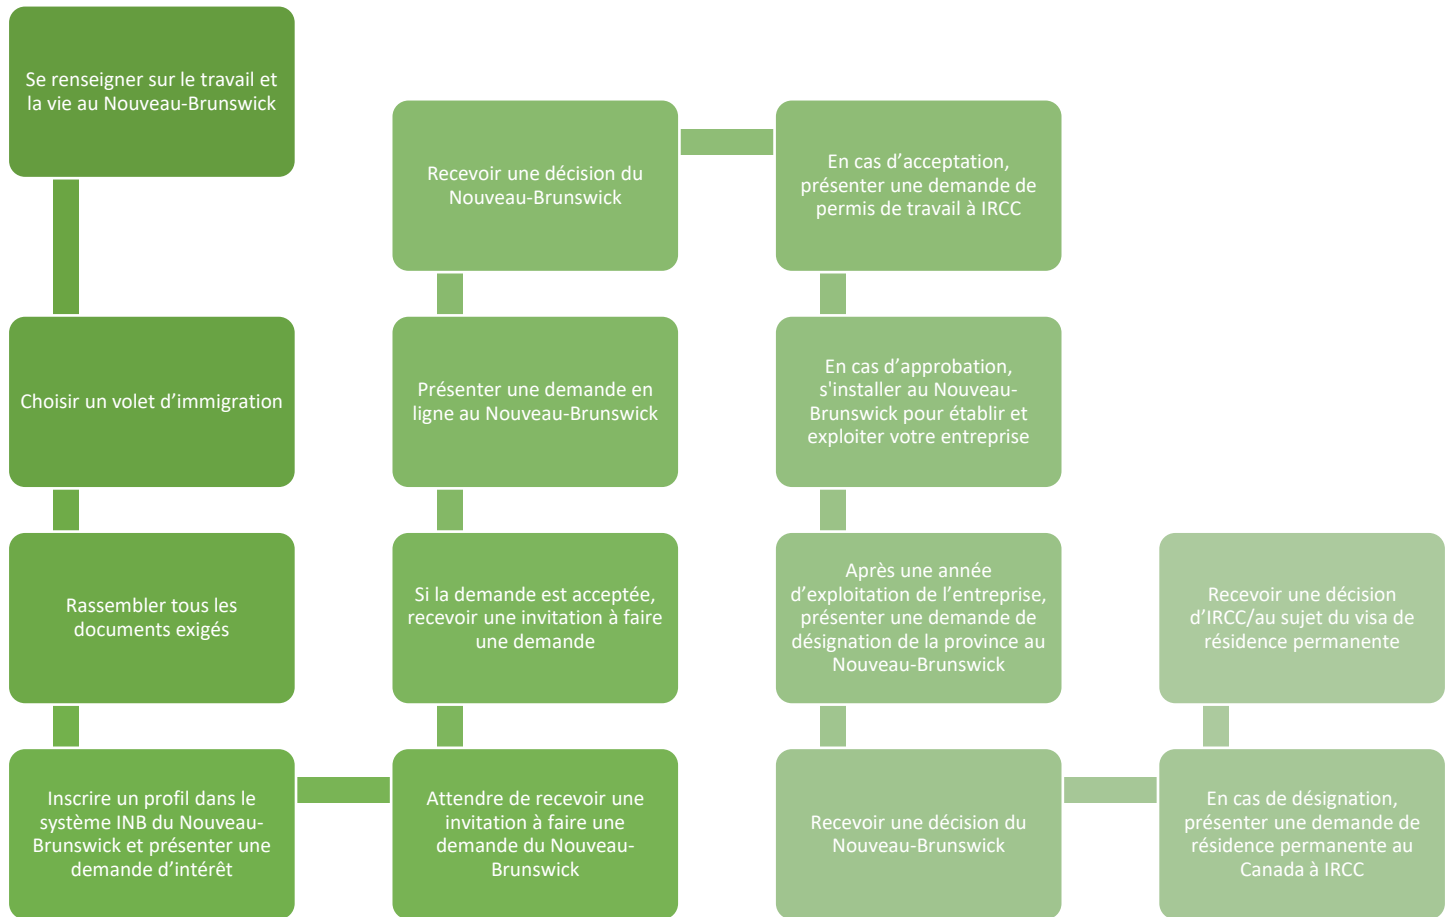 Se renseigner sur le travail et
la vie au Nouveau-Brunswick
Choisir un volet d’immigration
Rassembler tous les
documents exigés
Inscrire un profil dans le
système INB du Nouveau-
Brunswick et présenter une
demande d’intérêt
Attendre de recevoir une
invitation à faire une
demande du Nouveau-
Brunswick
Si la demande est acceptée,
recevoir une invitation à faire
une demande
Présenter une demande en
ligne au Nouveau-Brunswick
Recevoir une décision du
Nouveau-Brunswick
En cas d’acceptation,
présenter une demande de
permis de travail à IRCC
En cas d’approbation,
s'installer au Nouveau-
Brunswick pour établir et
exploiter votre entreprise
Après une année
d’exploitation de l’entreprise,
présenter une demande de
désignation de la province au
Nouveau-Brunswick
Recevoir une décision du
Nouveau-Brunswick
En cas de désignation,
présenter une demande de
résidence permanente au
Canada à IRCC
Recevoir une décision
d’IRCC/au sujet du visa de
résidence permanente